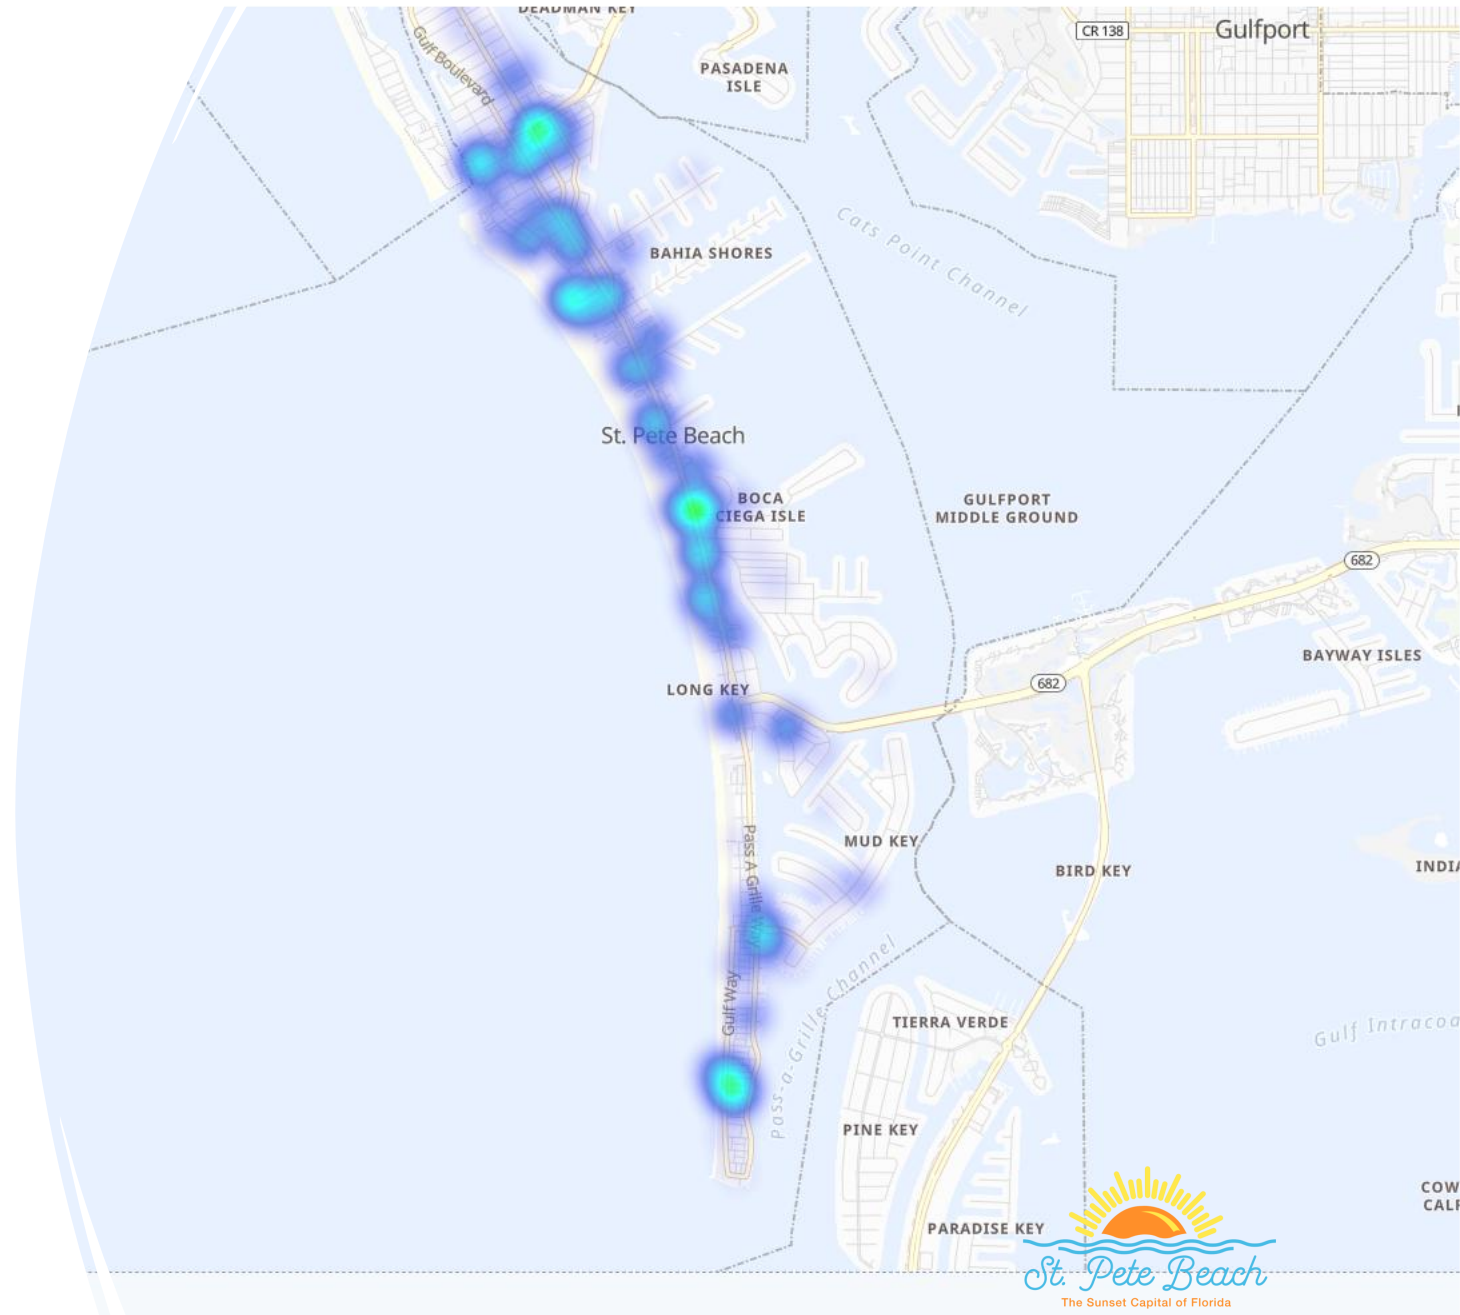 DEADMAN KEY
Gulfport
CR 138
Gulf Boulevard
PASADENA
ISLE
Cats Point Channel
BAHIA SHORES
St. Pete Beach
BOCA
CIEGA ISLE
GULFPORT
MIDDLE GROUND
682
BAYWAY ISLES
682
LONG KEY
Pass A Grille Way
MUD KEY
BIRD KEY
Gulf Way
Pass-a-Grille Channel
TIERRA VERDE
PINE KEY
PARADISE KEY
St. Pete Beach
The Sunset Capital of Florida